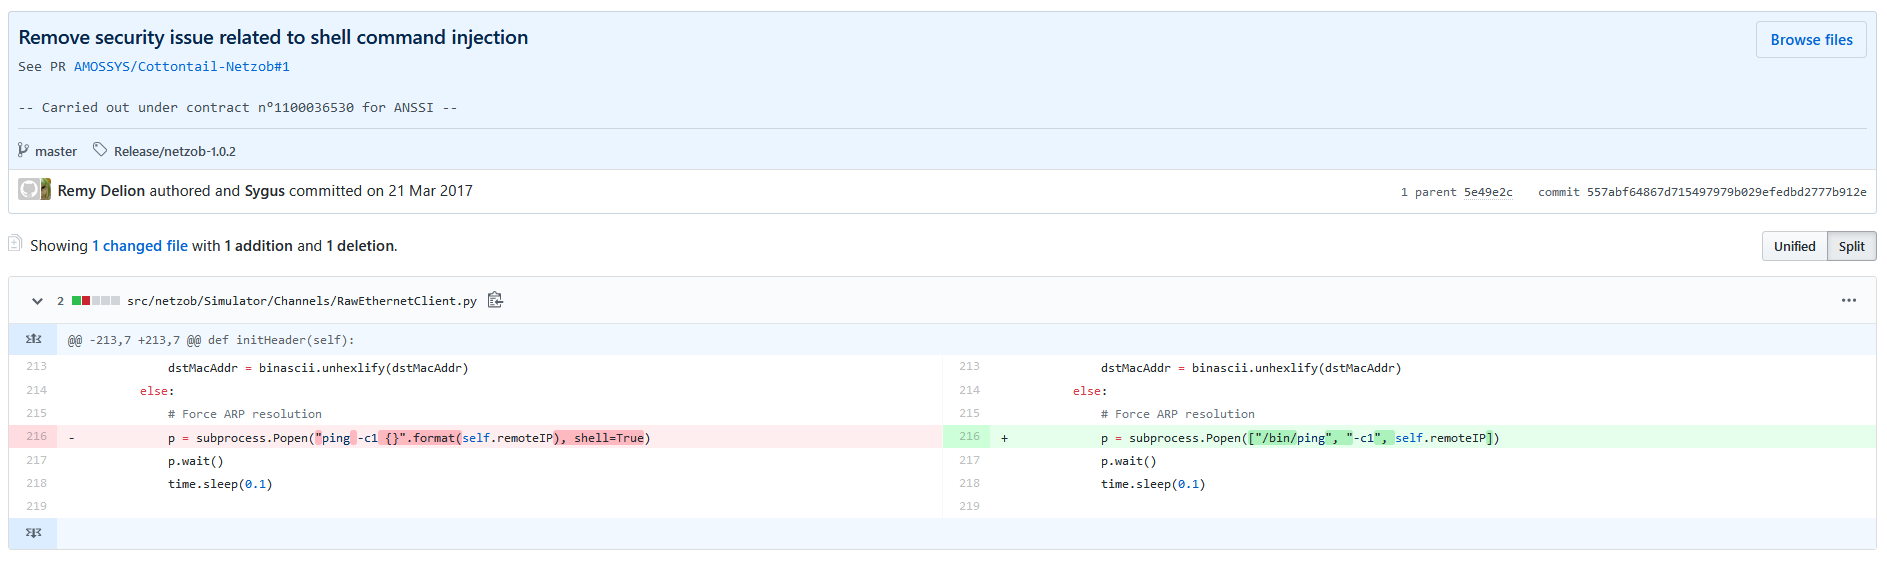 Remove security issue related to shell command injection
Browse files
See PR AMOSSYS/Cottontail-Netzob#1
-- Carried out under contract n°1100036530 for ANSSI --
master Release/netzob-1.0.2
Remy Delion authored and Sygus committed on 21 Mar 2017
1 parent 5e49e2c commit 557abf64867d715497979b029efedbd2777b912e
Showing 1 changed file with 1 addition and 1 deletion.
Unified Split
2 src/netzob/Simulator/Channels/RawEthernetClient.py
@@ -213,7 +213,7 @@ def initHeader(self):
213 dstMacAddr = binascii.unhexlify(dstMacAddr)
214 else:
215 # Force ARP resolution
216 - p = subprocess.Popen("ping -c1 {}".format(self.remoteIP), shell=True)
217 p.wait()
218 time.sleep(0.1)
219
213 dstMacAddr = binascii.unhexlify(dstMacAddr)
214 else:
215 # Force ARP resolution
216 + p = subprocess.Popen(["/bin/ping", "-c1", self.remoteIP])
217 p.wait()
218 time.sleep(0.1)
219